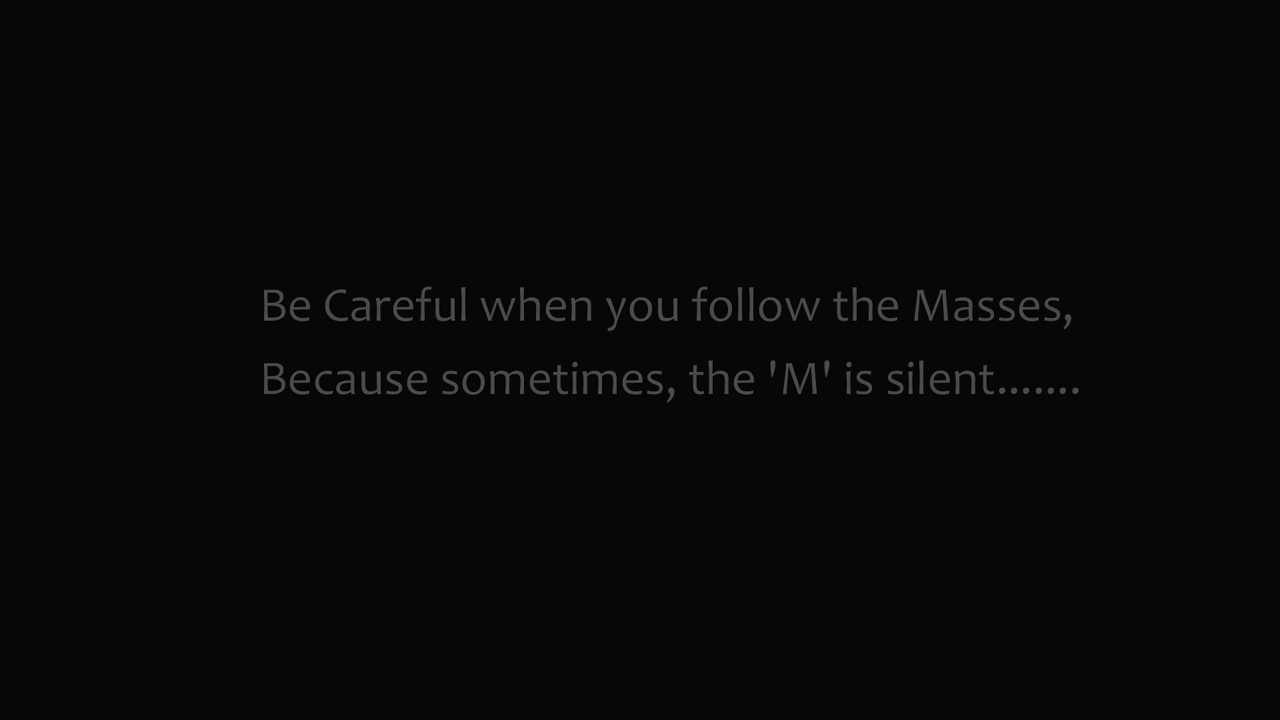 Be Careful when you follow the Masses,
Because sometimes, the 'M' is silent.......